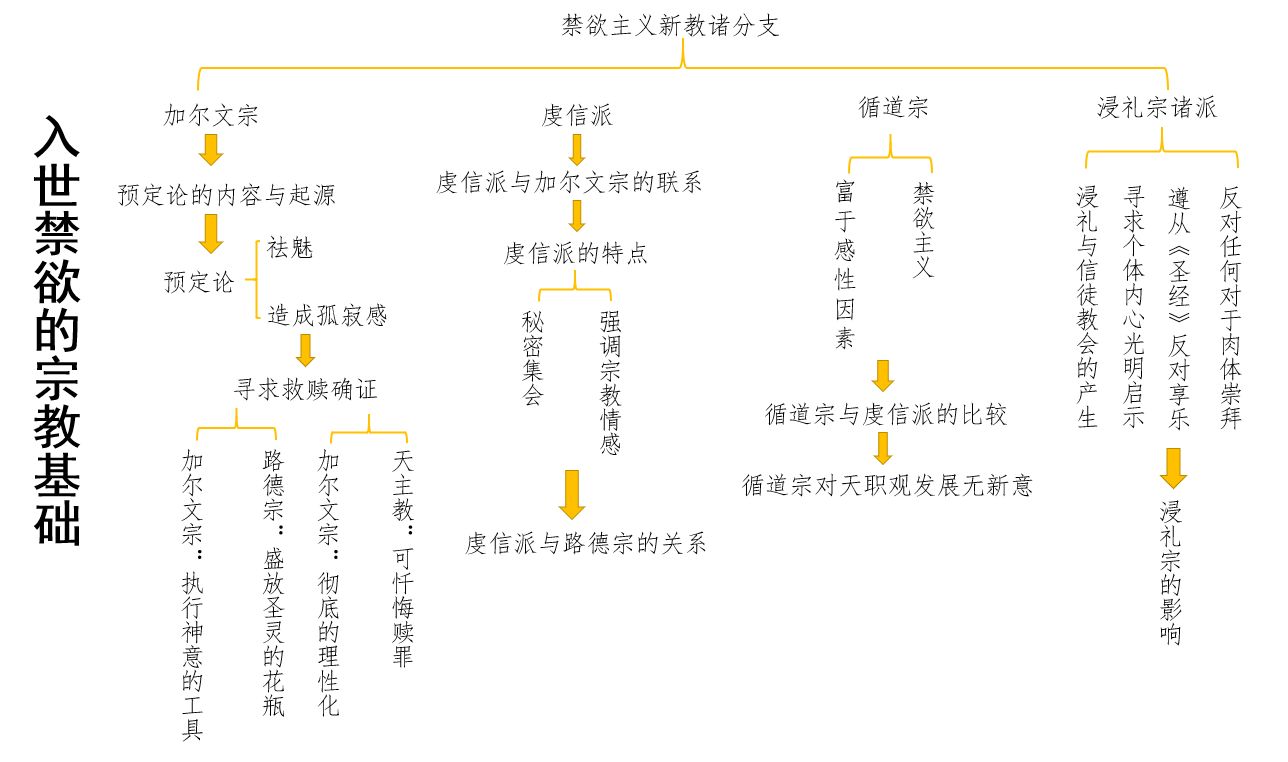 入世禁欲的宗教基础
禁欲主义新教诸分支
加尔文宗
预定论的内容与起源
预定论
祛魅
造成孤寂感
寻求救赎确证
加尔文宗：执行神意的工具
路德宗：盛放圣灵的花瓶
加尔文宗：彻底的理性化
天主教：可忏悔赎罪
虔信派
虔信派与加尔文宗的联系
虔信派的特点
秘密集会
强调宗教情感
虔信派与路德宗的关系
循道宗
富于感性因素
禁欲主义
循道宗与虔信派的比较
循道宗对天职观发展无新意
浸礼宗诸派
浸礼与信徒教会的产生
寻求个体内心光明启示
遵从《圣经》反对享乐
反对任何对于肉体崇拜
浸礼宗的影响